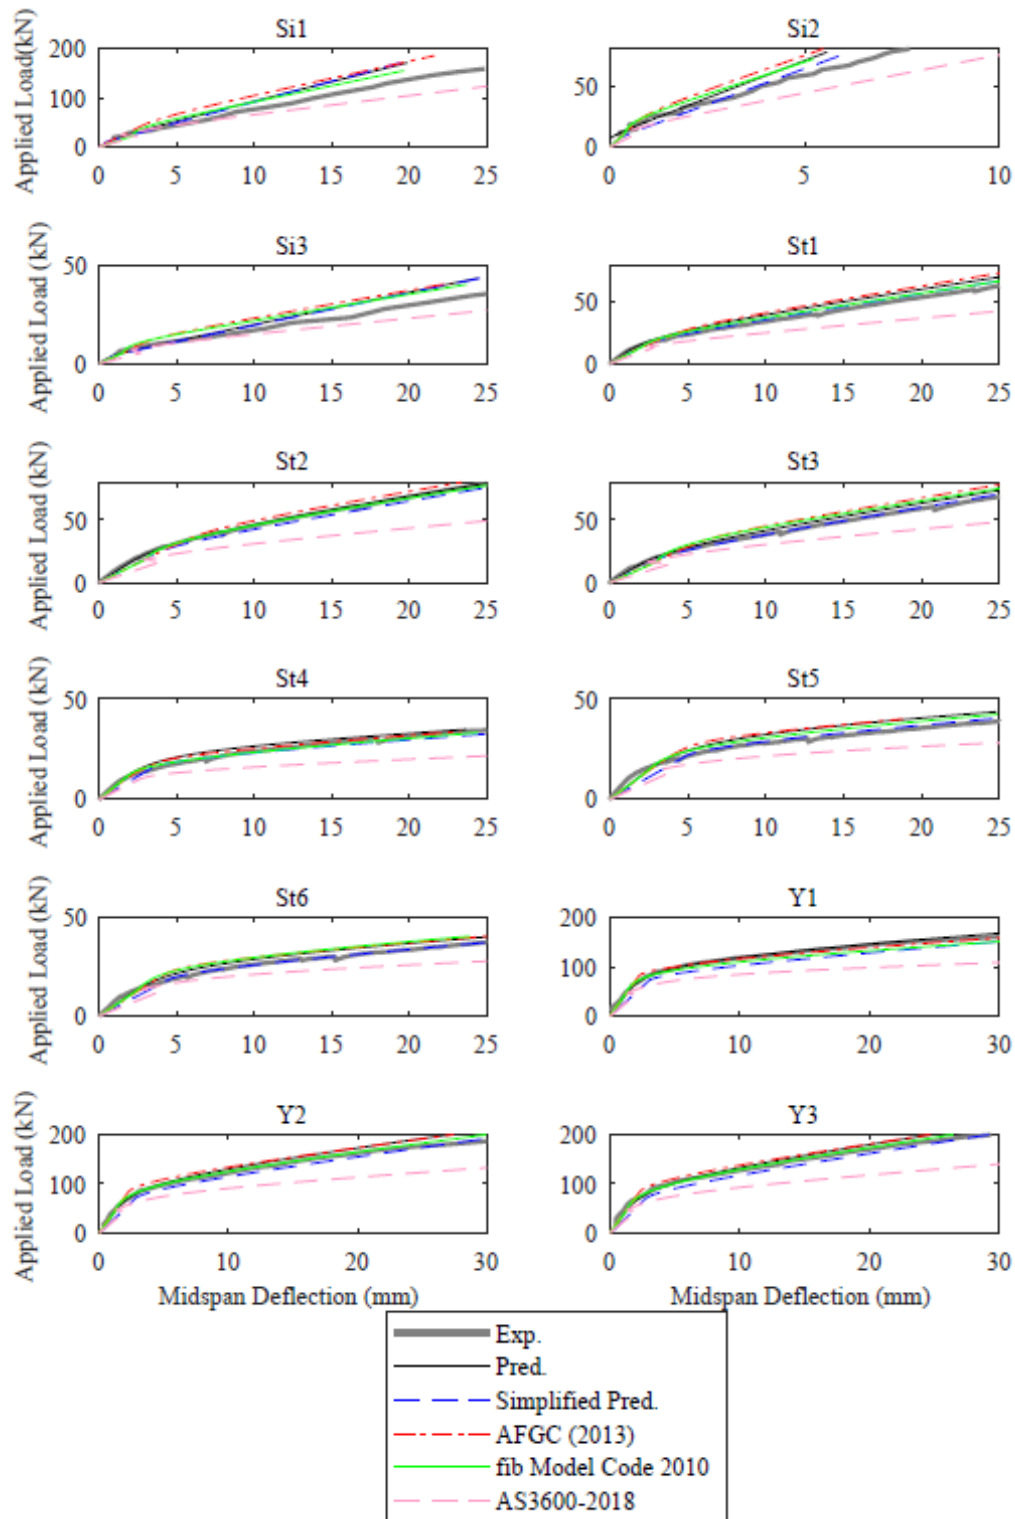 Si1
Si2
Applied Load(kN)
200
100
0
0 5 10 15 20 25
50
0
0 5 10
Si3
St1
Applied Load (kN)
50
0
0 5 10 15 20 25
50
0
0 5 10 15 20 25
St2
St3
Applied Load (kN)
50
0
0 5 10 15 20 25
50
0
0 5 10 15 20 25
St4
St5
Applied Load (kN)
50
0
0 5 10 15 20 25
50
0
0 5 10 15 20 25
St6
Y1
Applied Load (kN)
50
0
0 5 10 15 20 25
200
100
0
0 10 20 30
Y2
Y3
Applied Load (kN)
200
100
0
0 10 20 30
200
100
0
0 10 20 30
Midspan Deflection (mm)
Midspan Deflection (mm)
Exp.
Pred.
Simplified Pred.
AFGC (2013)
fib Model Code 2010
AS3600-2018